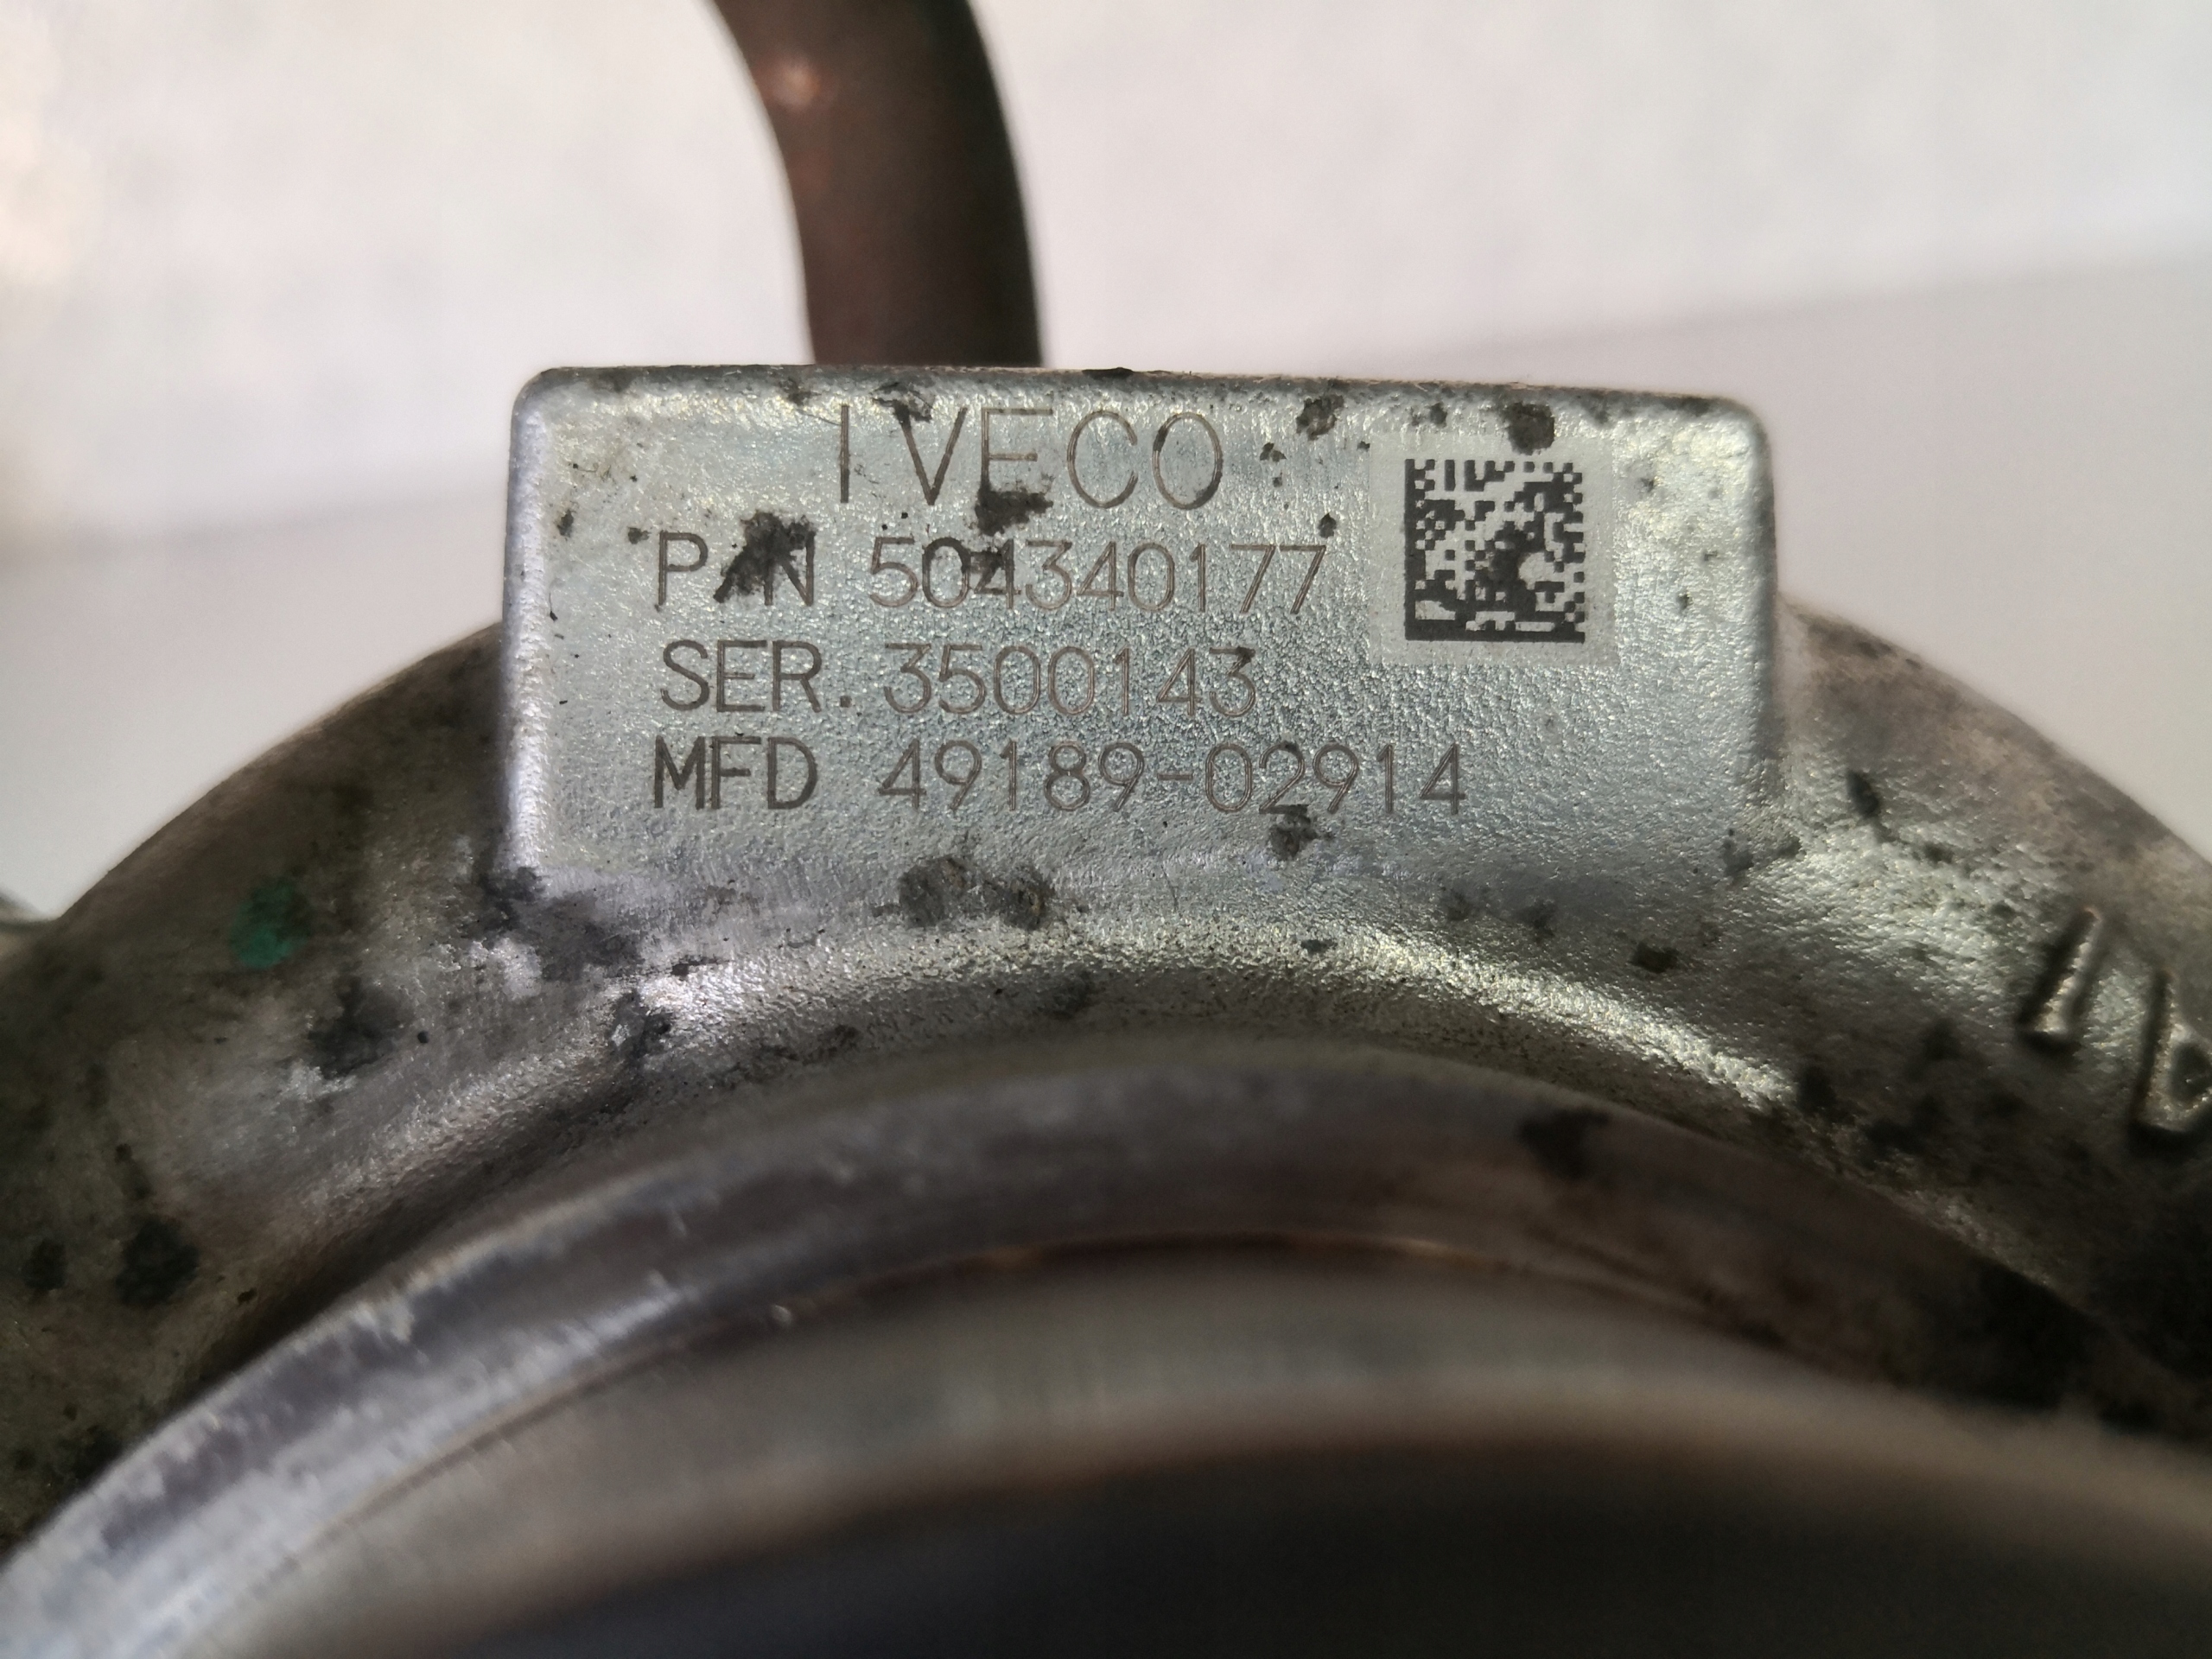 IVECO
P/N 504340177
SER. 3500143
MFD 49189-02914